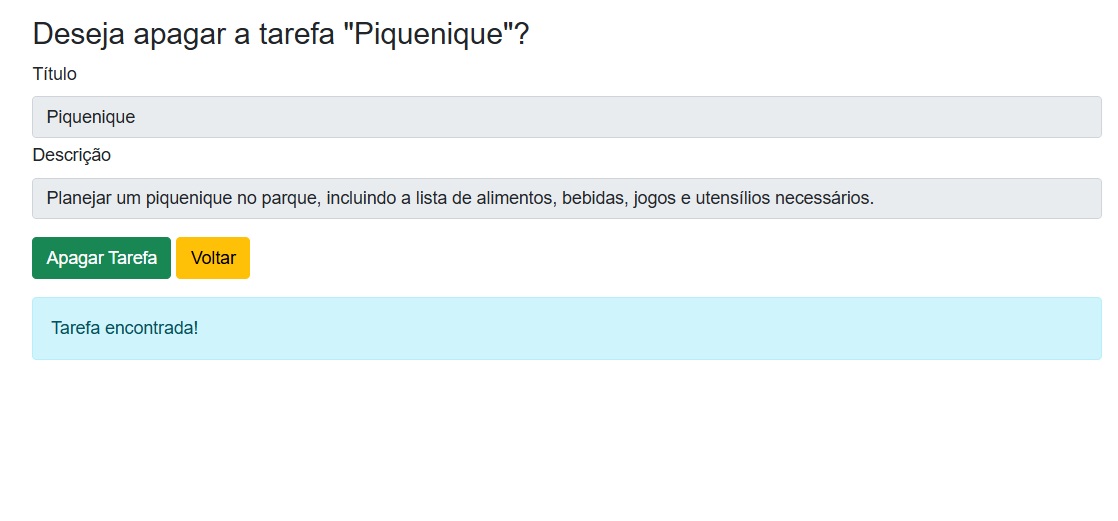 Deseja apagar a tarefa "Piquenique"?
Título
Piquenique
Descrição
Planejar um piquenique no parque, incluindo a lista de alimentos, bebidas, jogos e utensílios necessários.
Apagar Tarefa Voltar
Tarefa encontrada!